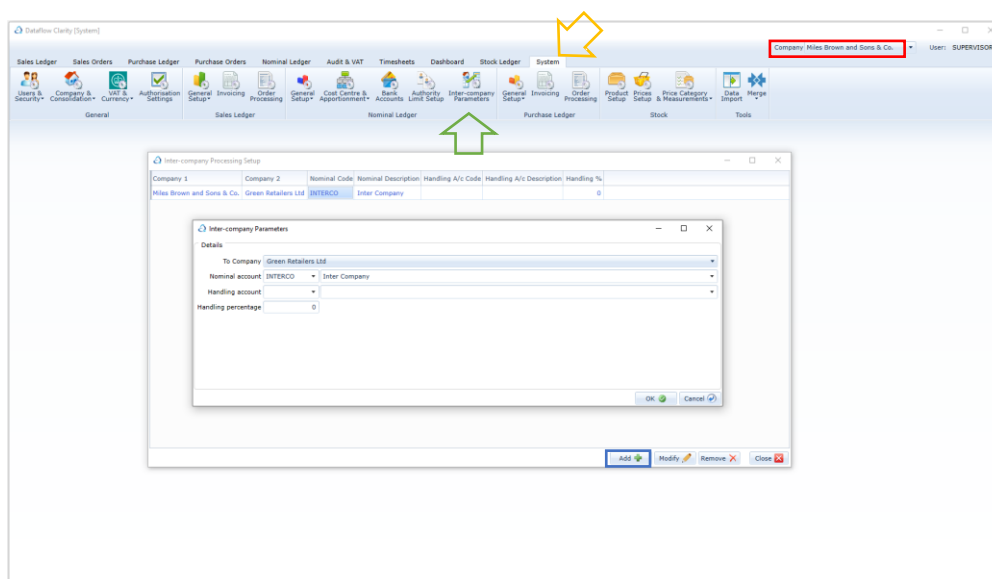 Dataflow Clarity [System]
Company Miles Brown and Sons & Co. User: SUPERVISOR
Sales Ledger Sales Orders Purchase Ledger Purchase Orders Nominal Ledger Audit & VAT Timesheets Dashboard Stock Ledger System
Users & Security Company & Consolidation VAT & Currency Authorisation Settings General Setup Invoicing Order Processing General Setup Cost Centre & Apportionment Bank Accounts Authority Limit Setup Inter-company Parameters General Setup Invoicing Order Processing Product Setup Prices Setup Price Category & Measurements Data Import Merge
General Sales Ledger Nominal Ledger Purchase Ledger Stock Tools
Inter-company Processing Setup
Company 1 Company 2 Nominal Code Nominal Description Handling A/c Code Handling A/c Description Handling %
Miles Brown and Sons & Co. Green Retailers Ltd INTERCO Inter Company 0
Inter-company Parameters
Details
To Company Green Retailers Ltd
Nominal account INTERCO Inter Company
Handling account
Handling percentage 0
OK Cancel
Add Modify Remove Close